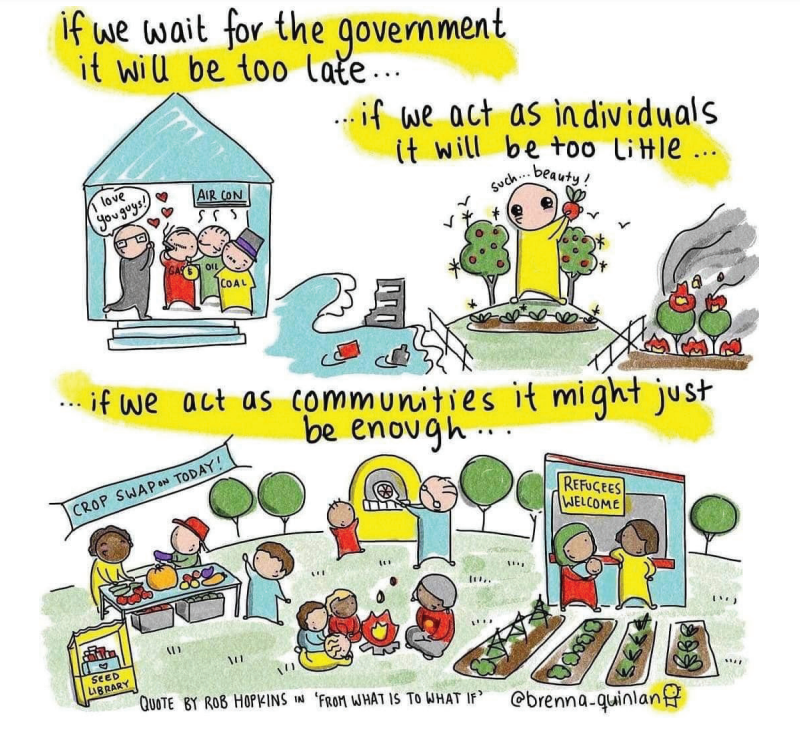 if we wait for the government
it will be too late...
...if we act as individuals
it will be too little...
such... beauty!
i love
you guys!
AIR CON
GAS
OIL
COAL
...if we act as communities it might just
be enough...
CROP SWAP ON TODAY!
REFUGEES
WELCOME
SEED
LIBRARY
QUOTE BY ROB HOPKINS IN 'FROM WHAT IS TO WHAT IF'
@brenna-quinlan